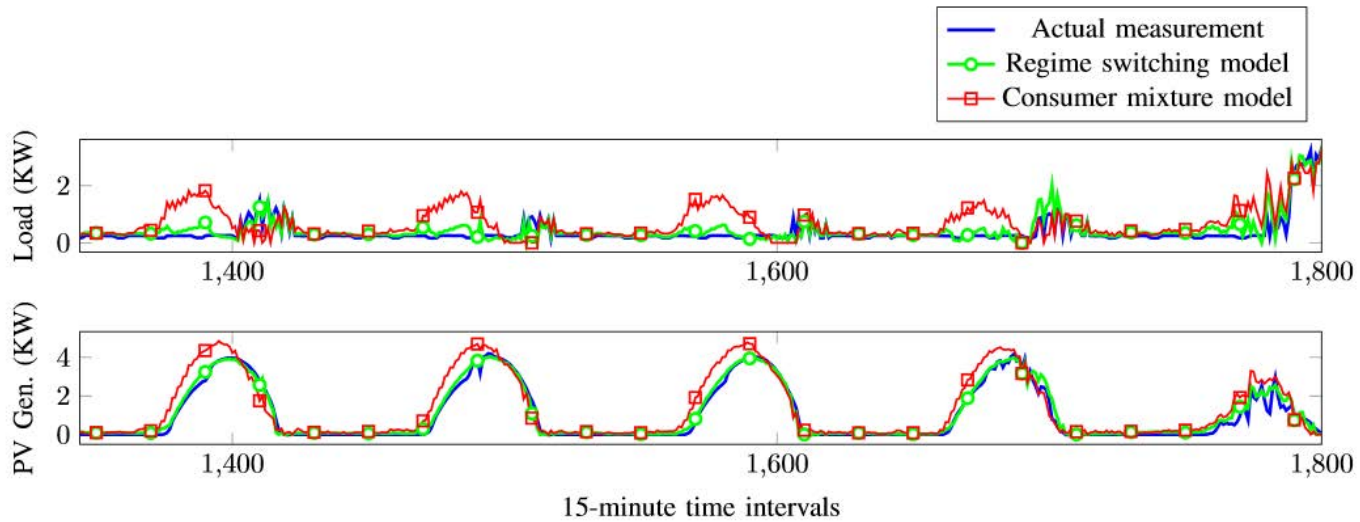 Actual measurement
Regime switching model
Consumer mixture model
Load (KW)
2
0
1,400
1,600
1,800
PV Gen. (KW)
4
2
0
1,400
1,600
1,800
15-minute time intervals